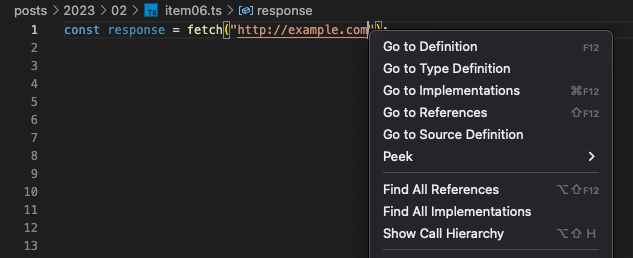 posts > 2023 > 02 > TS item06.ts > response
1 const response = fetch("http://example.com");
2
3
4
5
6
7
8
9
10
11
12
13
Go to Definition F12
Go to Type Definition
Go to Implementations ⌘F12
Go to References ⇧F12
Go to Source Definition
Peek >
Find All References ⌥⇧F12
Find All Implementations
Show Call Hierarchy ⌥⇧ H